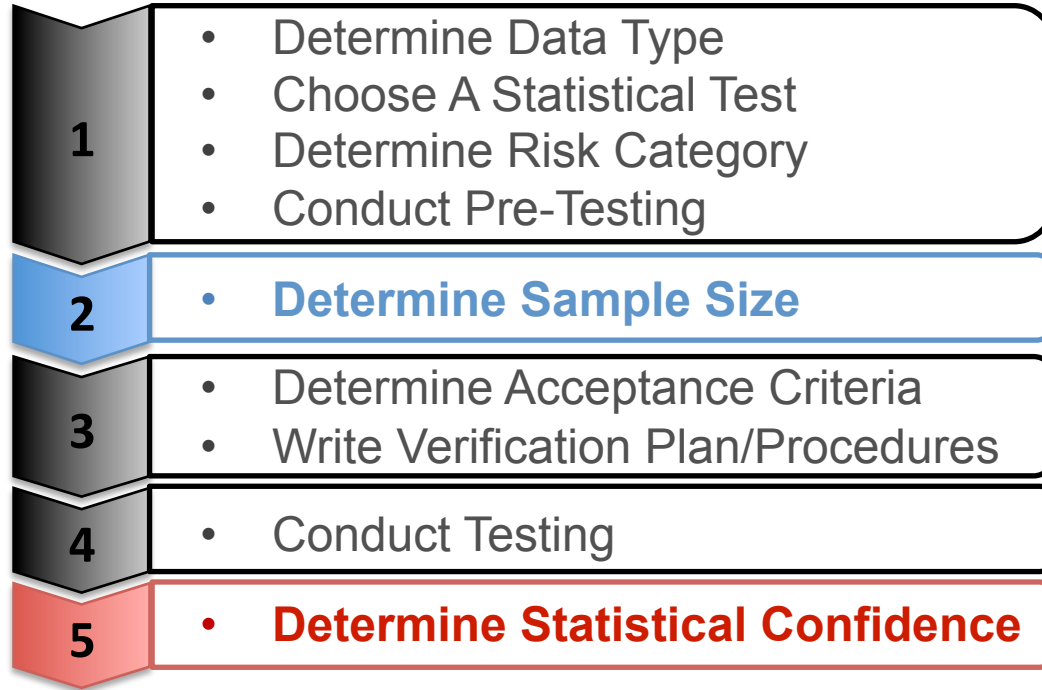 1
• Determine Data Type
• Choose A Statistical Test
• Determine Risk Category
• Conduct Pre-Testing
2
• Determine Sample Size
3
• Determine Acceptance Criteria
• Write Verification Plan/Procedures
4
• Conduct Testing
5
• Determine Statistical Confidence